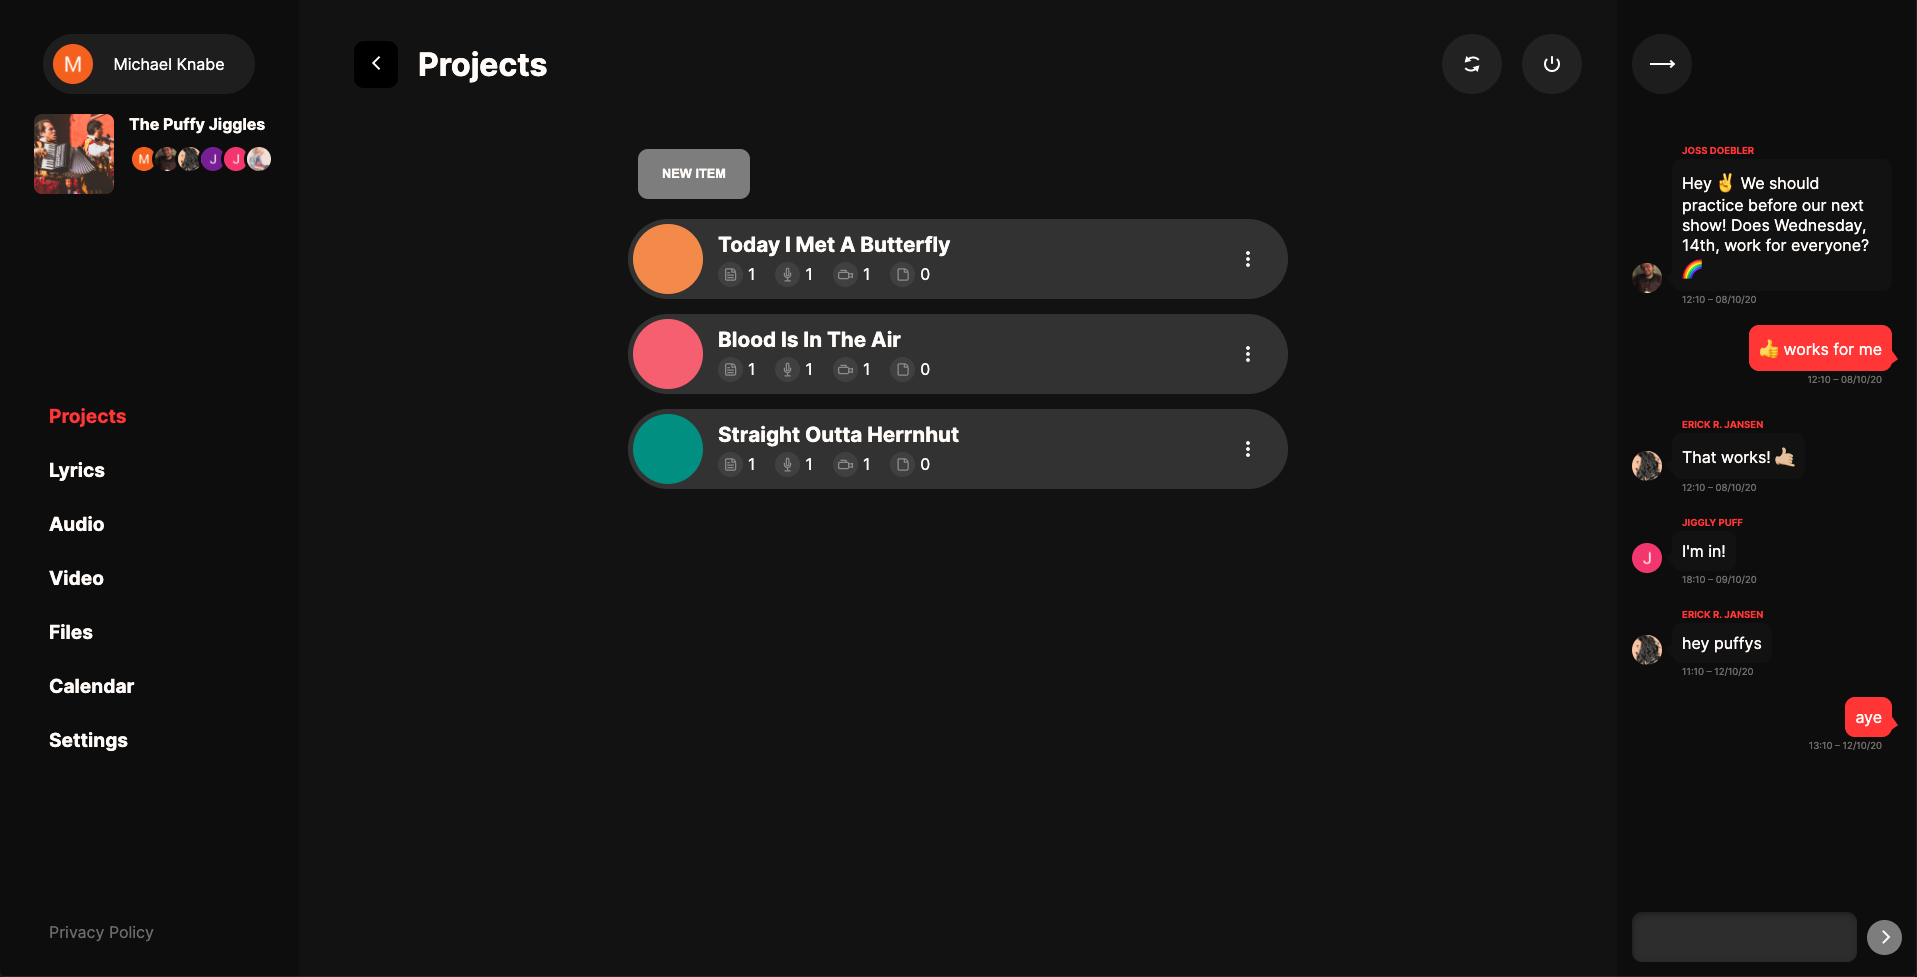 M
Michael Knabe
The Puffy Jiggles
M J J
Projects
Lyrics
Audio
Video
Files
Calendar
Settings
Privacy Policy
Projects
NEW ITEM
Today I Met A Butterfly
1 1 1 0
Blood Is In The Air
1 1 1 0
Straight Outta Herrnhut
1 1 1 0
JOSS DOEBLER
Hey ✌️ We should
practice before our next
show! Does Wednesday,
14th, work for everyone?
🌈
12:10 – 08/10/20
👍 works for me
12:10 – 08/10/20
ERICK R. JANSEN
That works! 🤙🏼
12:10 – 08/10/20
JIGGLY PUFF
J
I'm in!
18:10 – 09/10/20
ERICK R. JANSEN
hey puffys
11:10 – 12/10/20
aye
13:10 – 12/10/20